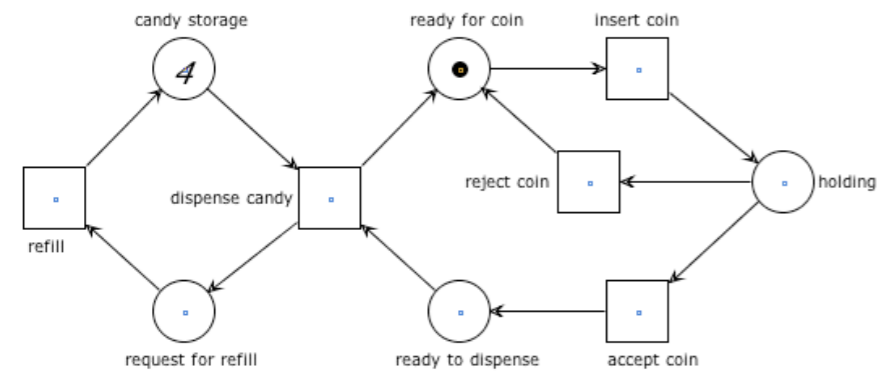 candy storage
ready for coin
insert coin
4
reject coin
holding
dispense candy
refill
request for refill
ready to dispense
accept coin